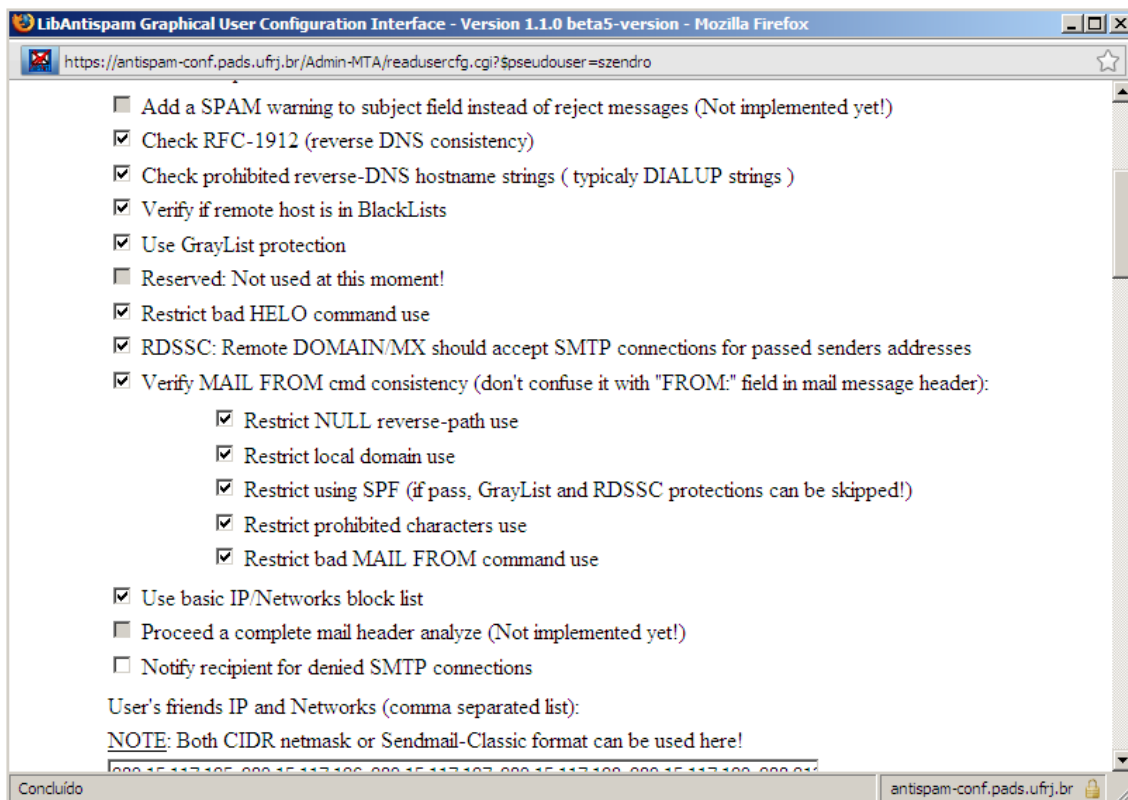 LibAntispam Graphical User Configuration Interface - Version 1.1.0 beta5-version - Mozilla Firefox
https://antispam-conf.pads.ufrj.br/Admin-MTA/readusercfg.cgi?$pseudouser=szendro
Add a SPAM warning to subject field instead of reject messages (Not implemented yet!)
Check RFC-1912 (reverse DNS consistency)
Check prohibited reverse-DNS hostname strings ( typicaly DIALUP strings )
Verify if remote host is in BlackLists
Use GrayList protection
Reserved: Not used at this moment!
Restrict bad HELO command use
RDSSC: Remote DOMAIN/MX should accept SMTP connections for passed senders addresses
Verify MAIL FROM cmd consistency (don't confuse it with "FROM:" field in mail message header):
Restrict NULL reverse-path use
Restrict local domain use
Restrict using SPF (if pass, GrayList and RDSSC protections can be skipped!)
Restrict prohibited characters use
Restrict bad MAIL FROM command use
Use basic IP/Networks block list
Proceed a complete mail header analyze (Not implemented yet!)
Notify recipient for denied SMTP connections
User's friends IP and Networks (comma separated list):
NOTE: Both CIDR netmask or Sendmail-Classic format can be used here!
Concluído
antispam-conf.pads.ufrj.br